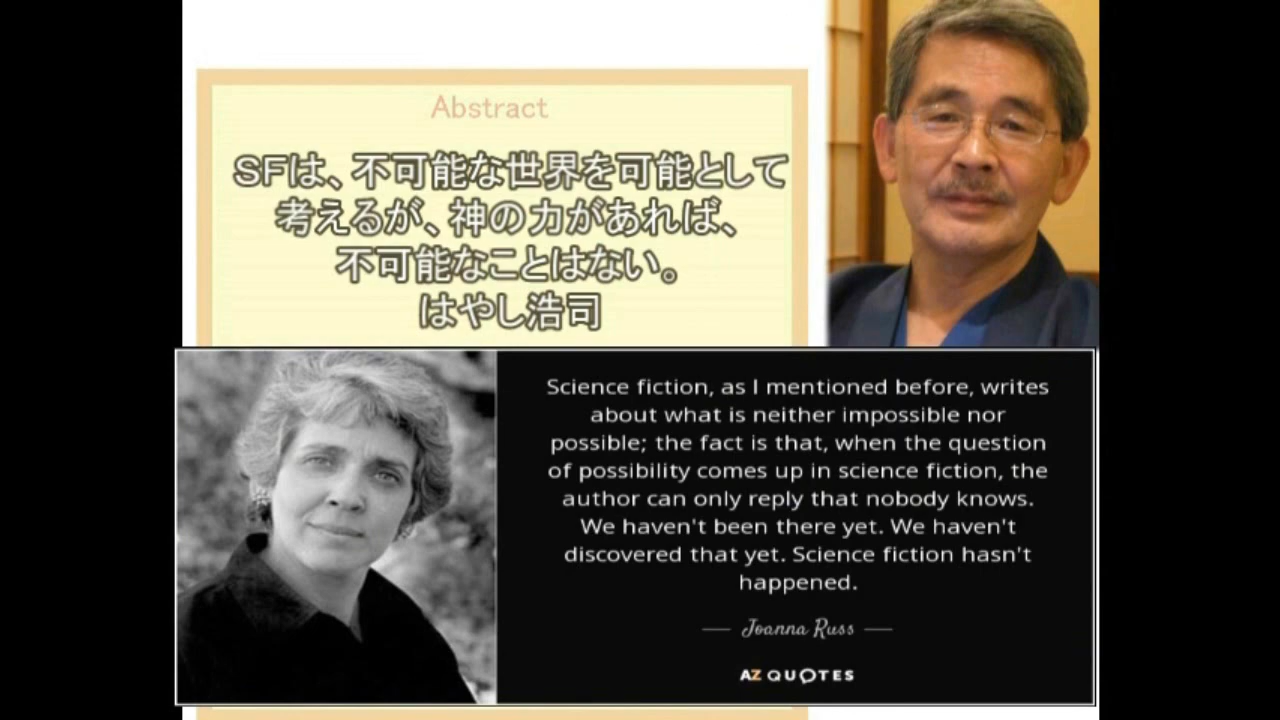 Abstract
SFは、不可能な世界を可能として
考えるが、神の力があれば、
不可能なことはない。
はやし浩司
Science fiction, as I mentioned before, writes
about what is neither impossible nor
possible; the fact is that, when the question
of possibility comes up in science fiction, the
author can only reply that nobody knows.
We haven't been there yet. We haven't
discovered that yet. Science fiction hasn't
happened.
Joanna Russ
AZ QUOTES